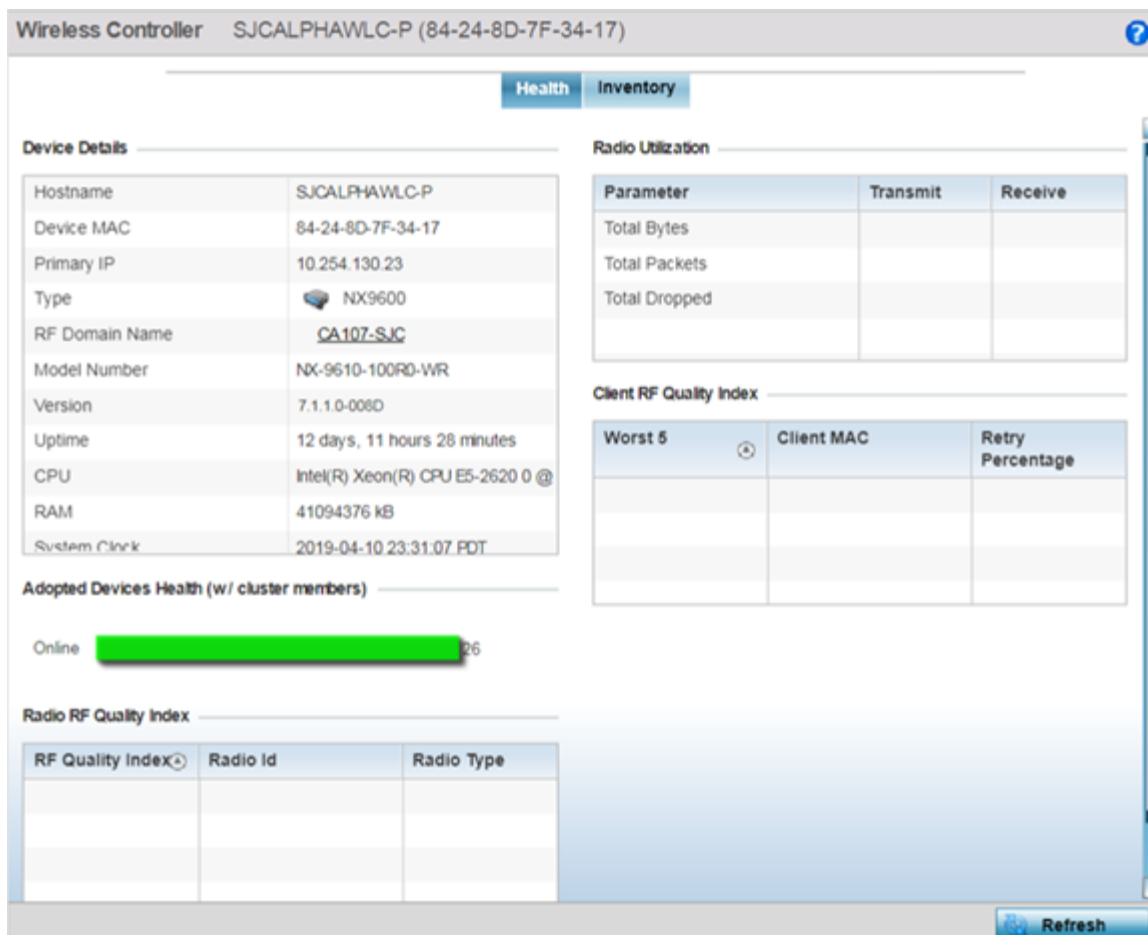 Wireless Controller SJCALPHAWLC-P (84-24-8D-7F-34-17)
?
Health Inventory
Device Details
Hostname SJCALPHAWLC-P
Device MAC 84-24-8D-7F-34-17
Primary IP 10.254.130.23
Type NX9600
RF Domain Name CA107-SJC
Model Number NX-9610-100R0-WR
Version 7.1.1.0-008D
Uptime 12 days, 11 hours 28 minutes
CPU Intel(R) Xeon(R) CPU E5-2620 0 @
RAM 41094376 kB
System Clock 2019-04-10 23:31:07 PDT
Adopted Devices Health (w/ cluster members)
Online 26
Radio RF Quality Index
RF Quality Index Radio Id Radio Type
Radio Utilization
Parameter Transmit Receive
Total Bytes
Total Packets
Total Dropped
Client RF Quality Index
Worst 5 Client MAC Retry
Percentage
Refresh